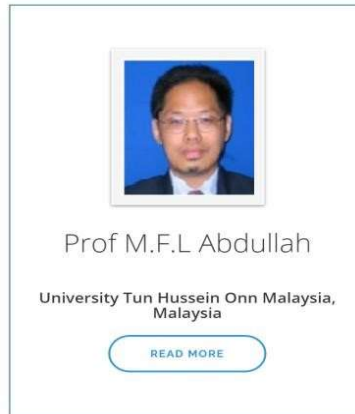 Prof M.F.L Abdullah
University Tun Hussein Onn Malaysia,
Malaysia
READ MORE